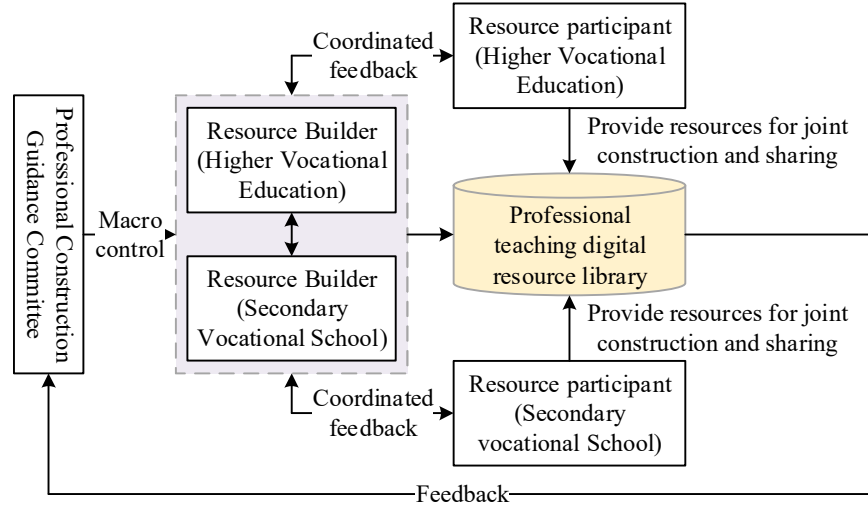 Professional Construction
Guidance Committee
Macro
control
Resource Builder
(Higher Vocational
Education)
Resource Builder
(Secondary
Vocational School)
Coordinated
feedback
Coordinated
feedback
Resource participant
(Higher Vocational
Education)
Provide resources for joint
construction and sharing
Professional
teaching digital
resource library
Provide resources for joint
construction and sharing
Resource participant
(Secondary
vocational School)
Feedback